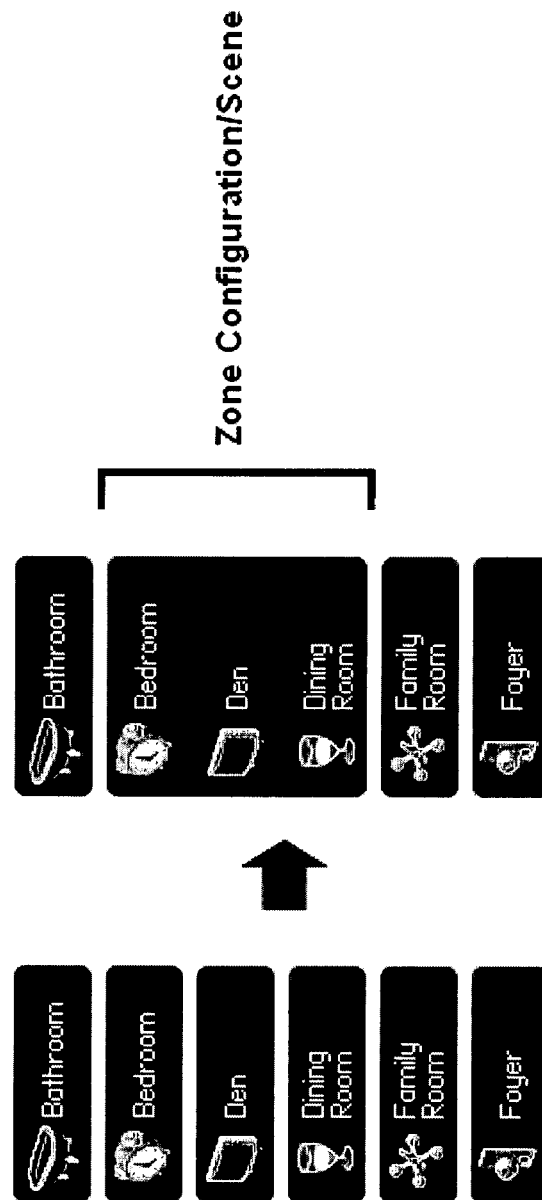 Bathroom
Bedroom
Den
Dining
Room
Family
Room
Foyer
Bathroom
Bedroom
Den
Dining
Room
Family
Room
Foyer
Zone Configuration/Scene